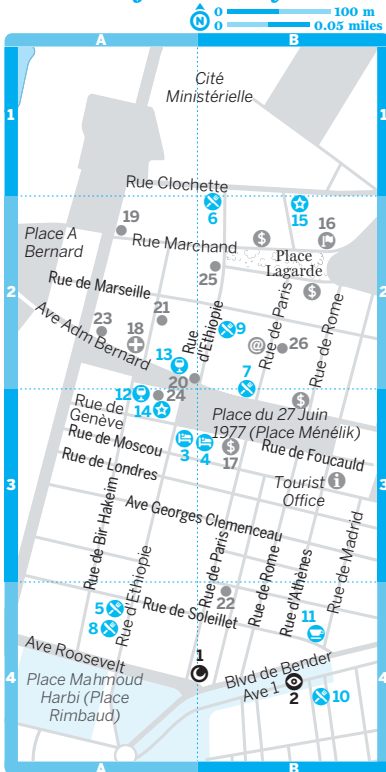 N
0 100 m
0 0.05 miles
A B
1 1
Cité
Ministérielle
Rue Clochette
6
15
19
16
Place A
Bernard
Rue Marchand
$
Place
Lagarde
25
2 2
Rue de Marseille
$
Rue de Paris
Rue de Rome
21
23
18
Ave Adm Bernard
Rue
d'Ethiopie
9
@
26
13
20
7
12
24
14
$
Rue de
Genève
Place du 27 Juin
1977 (Place Ménélik)
Rue de Moscou
3
4
$
17
Rue de Foucauld
Rue de Londres
3 3
Tourist
Office
i
Ave Georges Clemenceau
Rue de Bir Hakeim
Rue d'Ethiopie
Rue de Paris
Rue de Rome
Rue d'Athènes
Rue de Madrid
22
5
8
Rue de Soleillet
11
Ave Roosevelt
1
Blvd de Bender
Ave 1
4 4
Place Mahmoud
Harbi (Place
Rimbaud)
2
10
A B